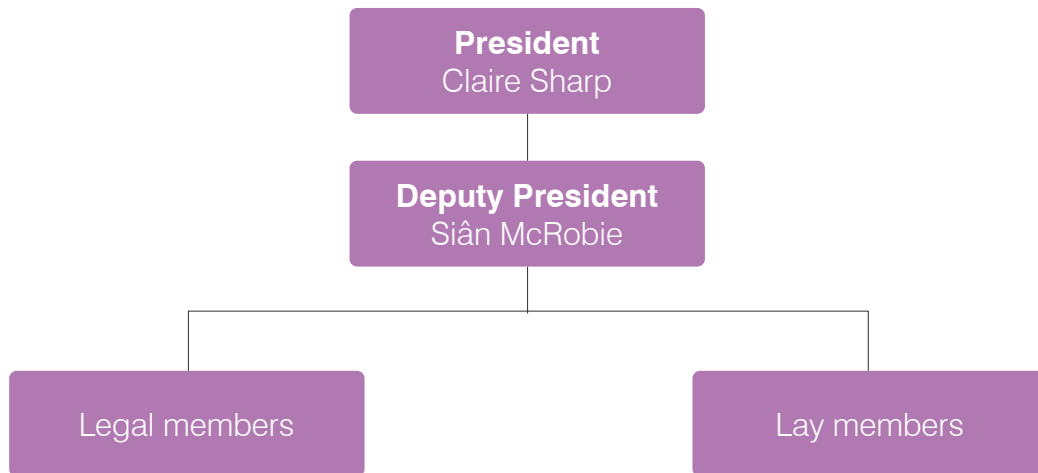 President
Claire Sharp
Deputy President
Siân McRobie
Legal members
Lay members